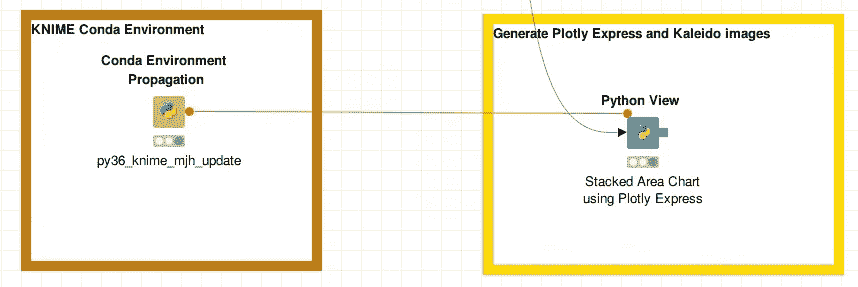 KNIME Conda Environment
Conda Environment
Propagation
py36_knime_mjh_update
Generate Plotly Express and Kaleido images
Python View
Stacked Area Chart
using Plotly Express